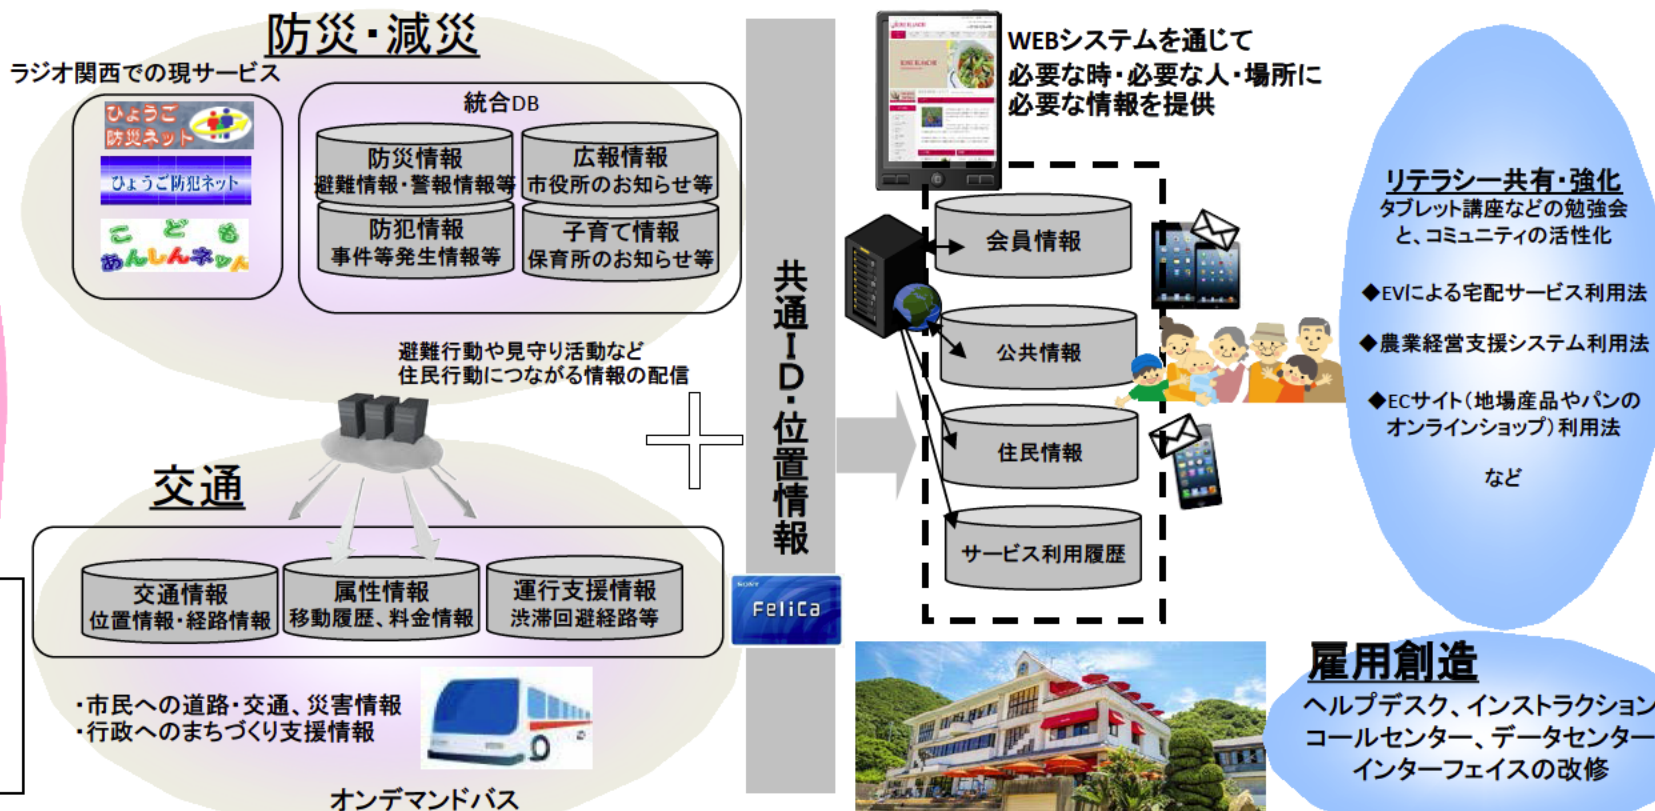 防災・減災
ラジオ関西での現サービス
ひょうご
防災ネット
ひょうご防犯ネット
こども
あんしんネット
統合DB
防災情報
避難情報・警報情報等
広報情報
市役所のお知らせ等
防犯情報
事件等発生情報等
子育て情報
保育所のお知らせ等
避難行動や見守り活動など
住民行動につながる情報の配信
交通
交通情報
位置情報・経路情報
属性情報
移動履歴、料金情報
運行支援情報
渋滞回避経路等
・市民への道路・交通、災害情報
・行政へのまちづくり支援情報
オンデマンドバス
共通ID・位置情報
SONY
FeliCa
WEBシステムを通じて
必要な時・必要な人・場所に
必要な情報を提供
会員情報
公共情報
住民情報
サービス利用履歴
リテラシー共有・強化
タブレット講座などの勉強会
と、コミュニティの活性化
◆EVによる宅配サービス利用法
◆農業経営支援システム利用法
◆ECサイト(地場産品やパンの
オンラインショップ)利用法
など
雇用創造
ヘルプデスク、インストラクション
コールセンター、データセンター
インターフェイスの改修